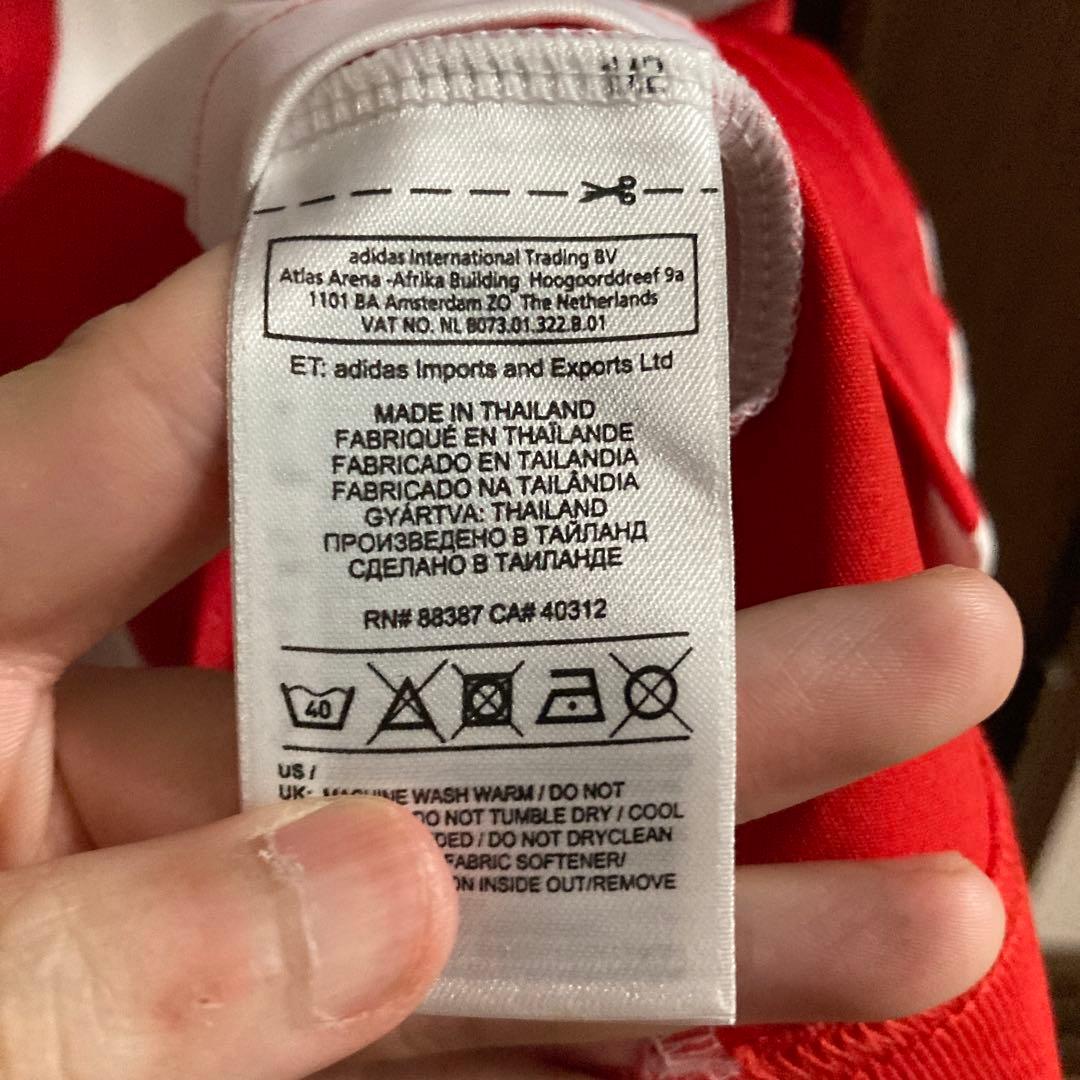 adidas International Trading BV
Atlas Arena -Afrika Building Hoogoorddreef 9a
1101 BA Amsterdam ZO The Netherlands
VAT NO. NL 8073.01.322.B.01
ET: adidas Imports and Exports Ltd
MADE IN THAILAND
FABRIQUÉ EN THAÏLANDE
FABRICADO EN TAILANDIA
FABRICADO NA TAILÂNDIA
GYÁRTVA: THAILAND
ПРОИЗВЕДЕНО В ТАЙЛАНД
СДЕЛАНО В ТАИЛАНДЕ
RN# 88387 CA# 40312
40
US /
UK: MACHINE WASH WARM / DO NOT
DO NOT TUMBLE DRY / COOL
/ DO NOT DRYCLEAN
FABRIC SOFTENER/
INSIDE OUT/REMOVE